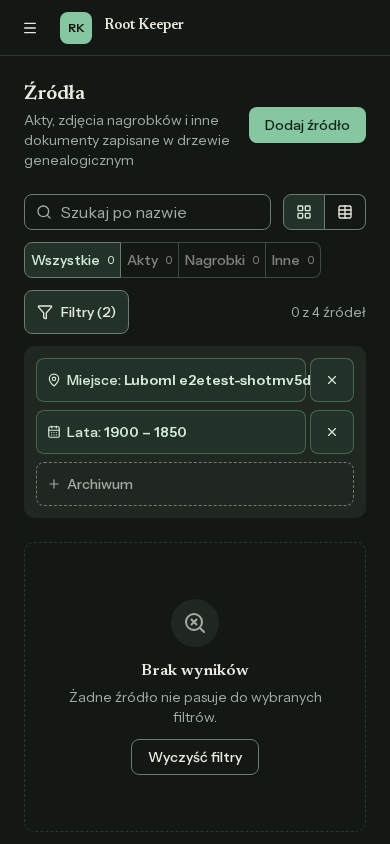 RK Root Keeper
Źródła
Akty, zdjęcia nagrobków i inne
dokumenty zapisane w drzewie
genealogicznym
Dodaj źródło
Szukaj po nazwie
Wszystkie 0 Akty 0 Nagrobki 0 Inne 0
Filtry (2)
0 z 4 źródeł
Miejsce: Luboml e2etest-shotmv5d
Lata: 1900 – 1850
Archiwum
Brak wyników
Żadne źródło nie pasuje do wybranych
filtrów.
Wyczyść filtry